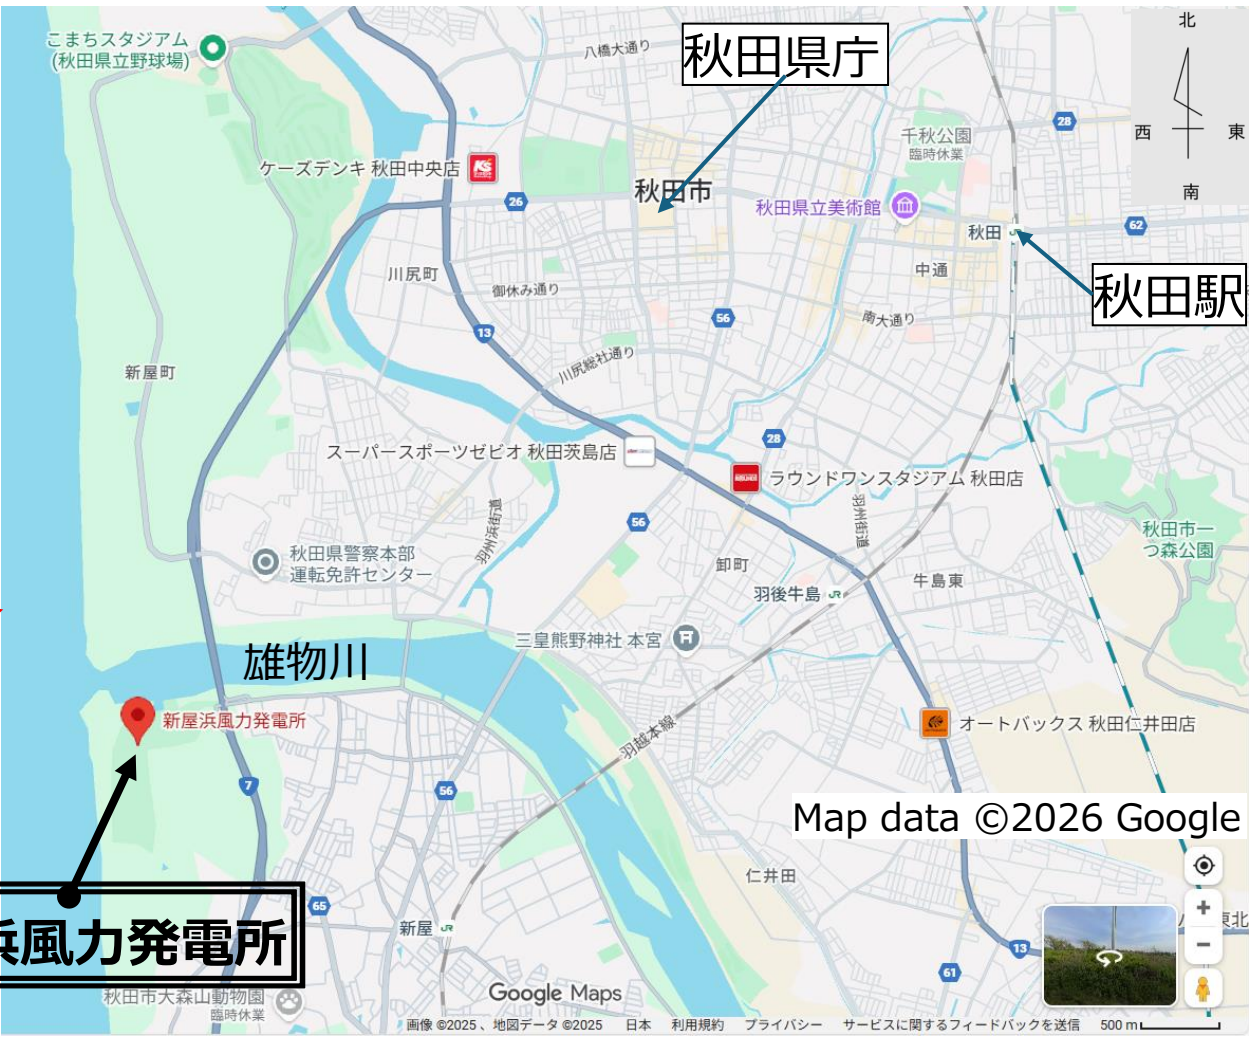 こまちスタジアム
(秋田県立野球場)
八橋大通り
秋田県庁
北
西
東
南
28
千秋公園
臨時休業
ケーズデンキ 秋田中央店
K's
26
秋田市
秋田県立美術館
秋田
62
中通
秋田駅
川尻町
御休み通り
56
13
南大通り
川尻総社通り
新屋町
28
スーパースポーツゼビオ 秋田茨島店
ラウンドワンスタジアム 秋田店
羽州浜街道
56
羽州街道
秋田市一
つ森公園
秋田県警察本部
運転免許センター
卸町
羽後牛島
JR
牛島東
三皇熊野神社 本宮
雄物川
新屋浜風力発電所
羽越本線
オートバックス 秋田仁井田店
7
56
Map data ©2026 Google
仁井田
65
浜風力発電所
新屋
JR
東北
13
61
秋田市大森山動物園
臨時休業
Google Maps
画像 ©2025 、地図データ ©2025 日本 利用規約 プライバシー サービスに関するフィードバックを送信 500 m